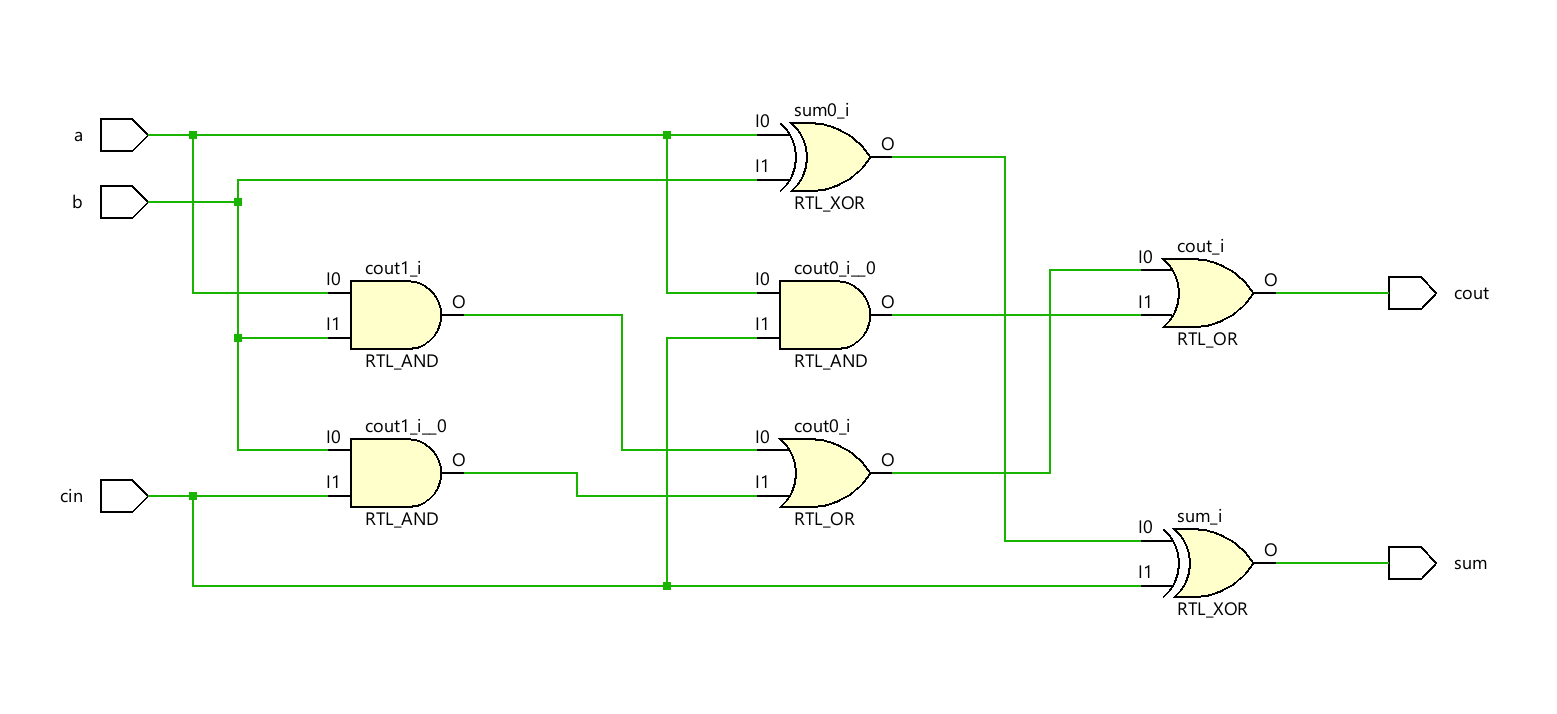 a
b
cin
sum0_i
I0
I1
O
RTL_XOR
cout1_i
I0
I1
O
RTL_AND
cout0_i__0
I0
I1
O
RTL_AND
cout_i
I0
I1
O
RTL_OR
cout
cout1_i__0
I0
I1
O
RTL_AND
cout0_i
I0
I1
O
RTL_OR
sum_i
I0
I1
O
RTL_XOR
sum